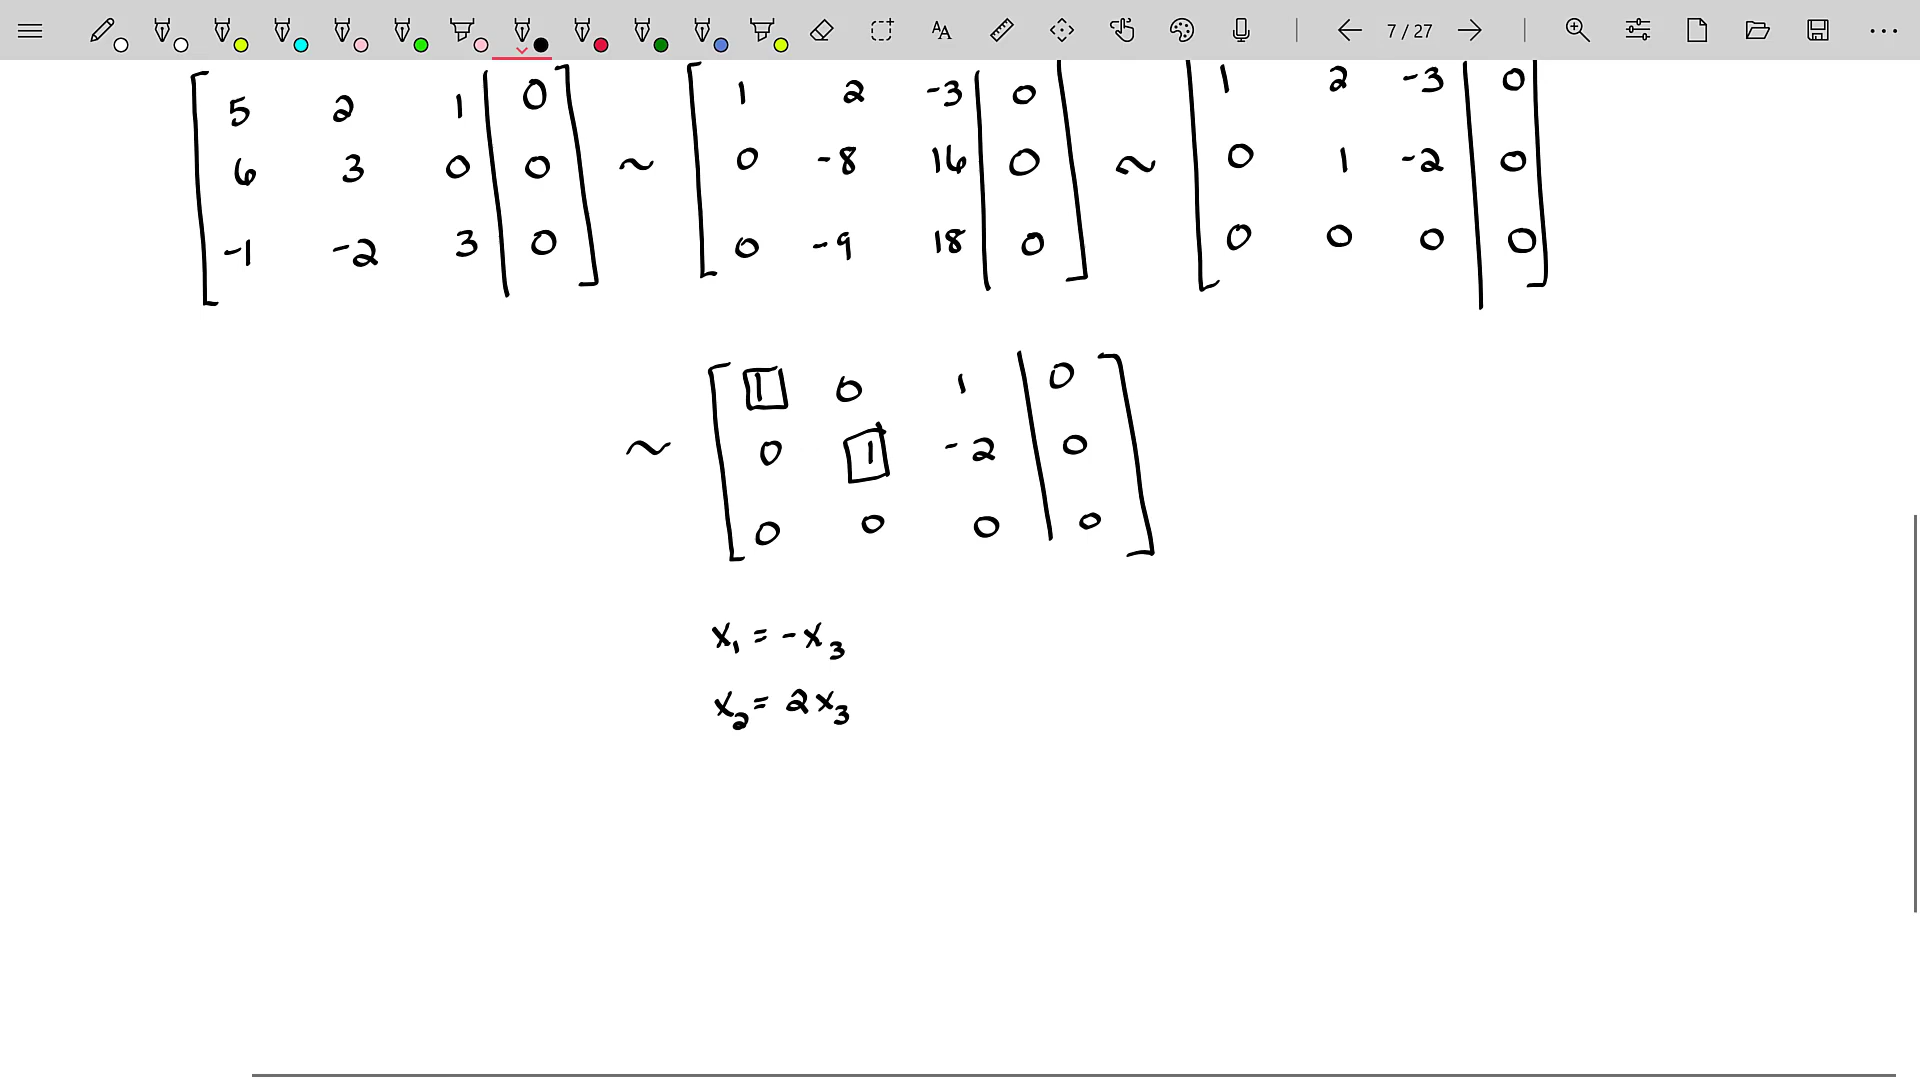 7 / 27
[ 5 2 1 | 0 ] [ 1 2 -3 | 0 ] [ 1 2 -3 | 0 ]
[ 6 3 0 | 0 ] ~ [ 0 -8 16 | 0 ] ~ [ 0 1 -2 | 0 ]
[ -1 -2 3 | 0 ] [ 0 -9 18 | 0 ] [ 0 0 0 | 0 ]
[ 1 0 1 | 0 ]
~ [ 0 1 -2 | 0 ]
[ 0 0 0 | 0 ]
x₁ = -x₃
x₂ = 2x₃